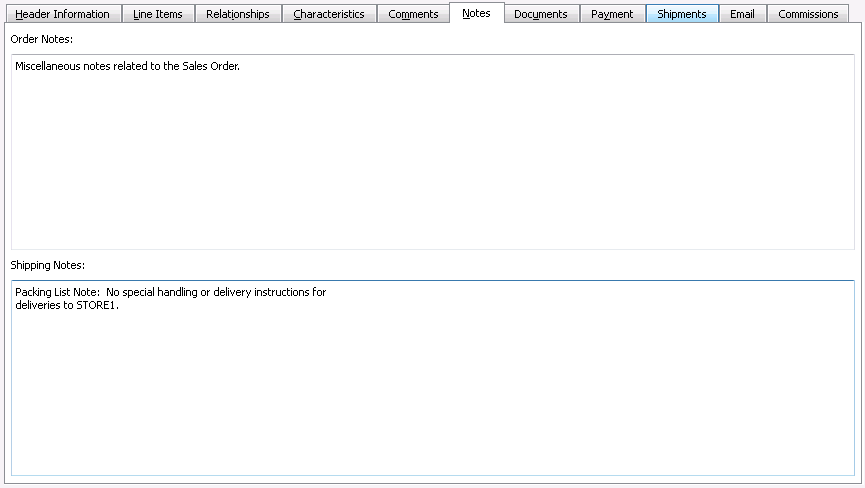 Header Information Line Items Relationships Characteristics Comments Notes Documents Payment Shipments Email Commissions
Order Notes:
Miscellaneous notes related to the Sales Order.
Shipping Notes:
Packing List Note:  No special handling or delivery instructions for
deliveries to STORE1.